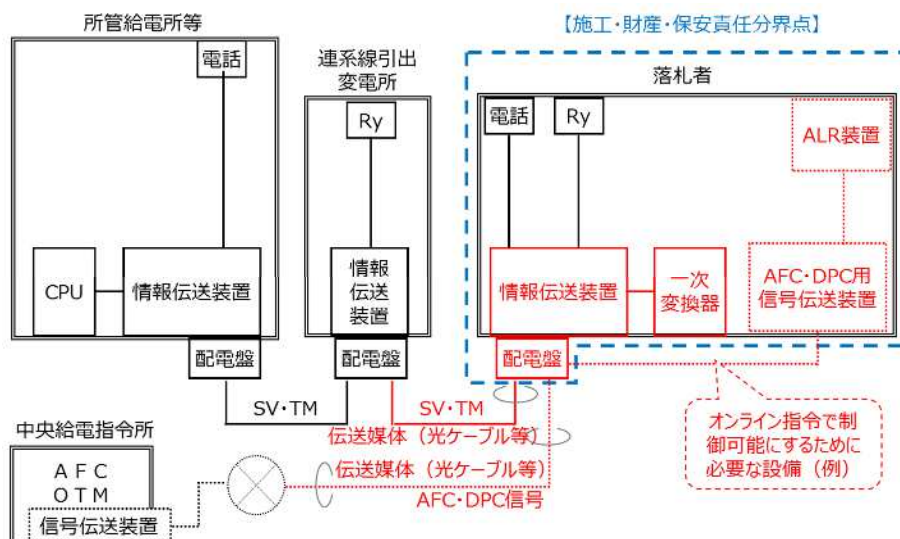 所管給電所等
電話
CPU
情報伝送装置
配電盤
連系線引出
変電所
Ry
情報
伝送
装置
配電盤
【施工・財産・保安責任分界点】
落札者
電話
Ry
ALR装置
情報伝送装置
一次
変換器
AFC・DPC用
信号伝送装置
配電盤
SV・TM
SV・TM
伝送媒体（光ケーブル等）
伝送媒体（光ケーブル等）
AFC・DPC信号
オンライン指令で制
御可能にするために
必要な設備（例）
中央給電指令所
ＡＦＣ
ＯＴＭ
信号伝送装置